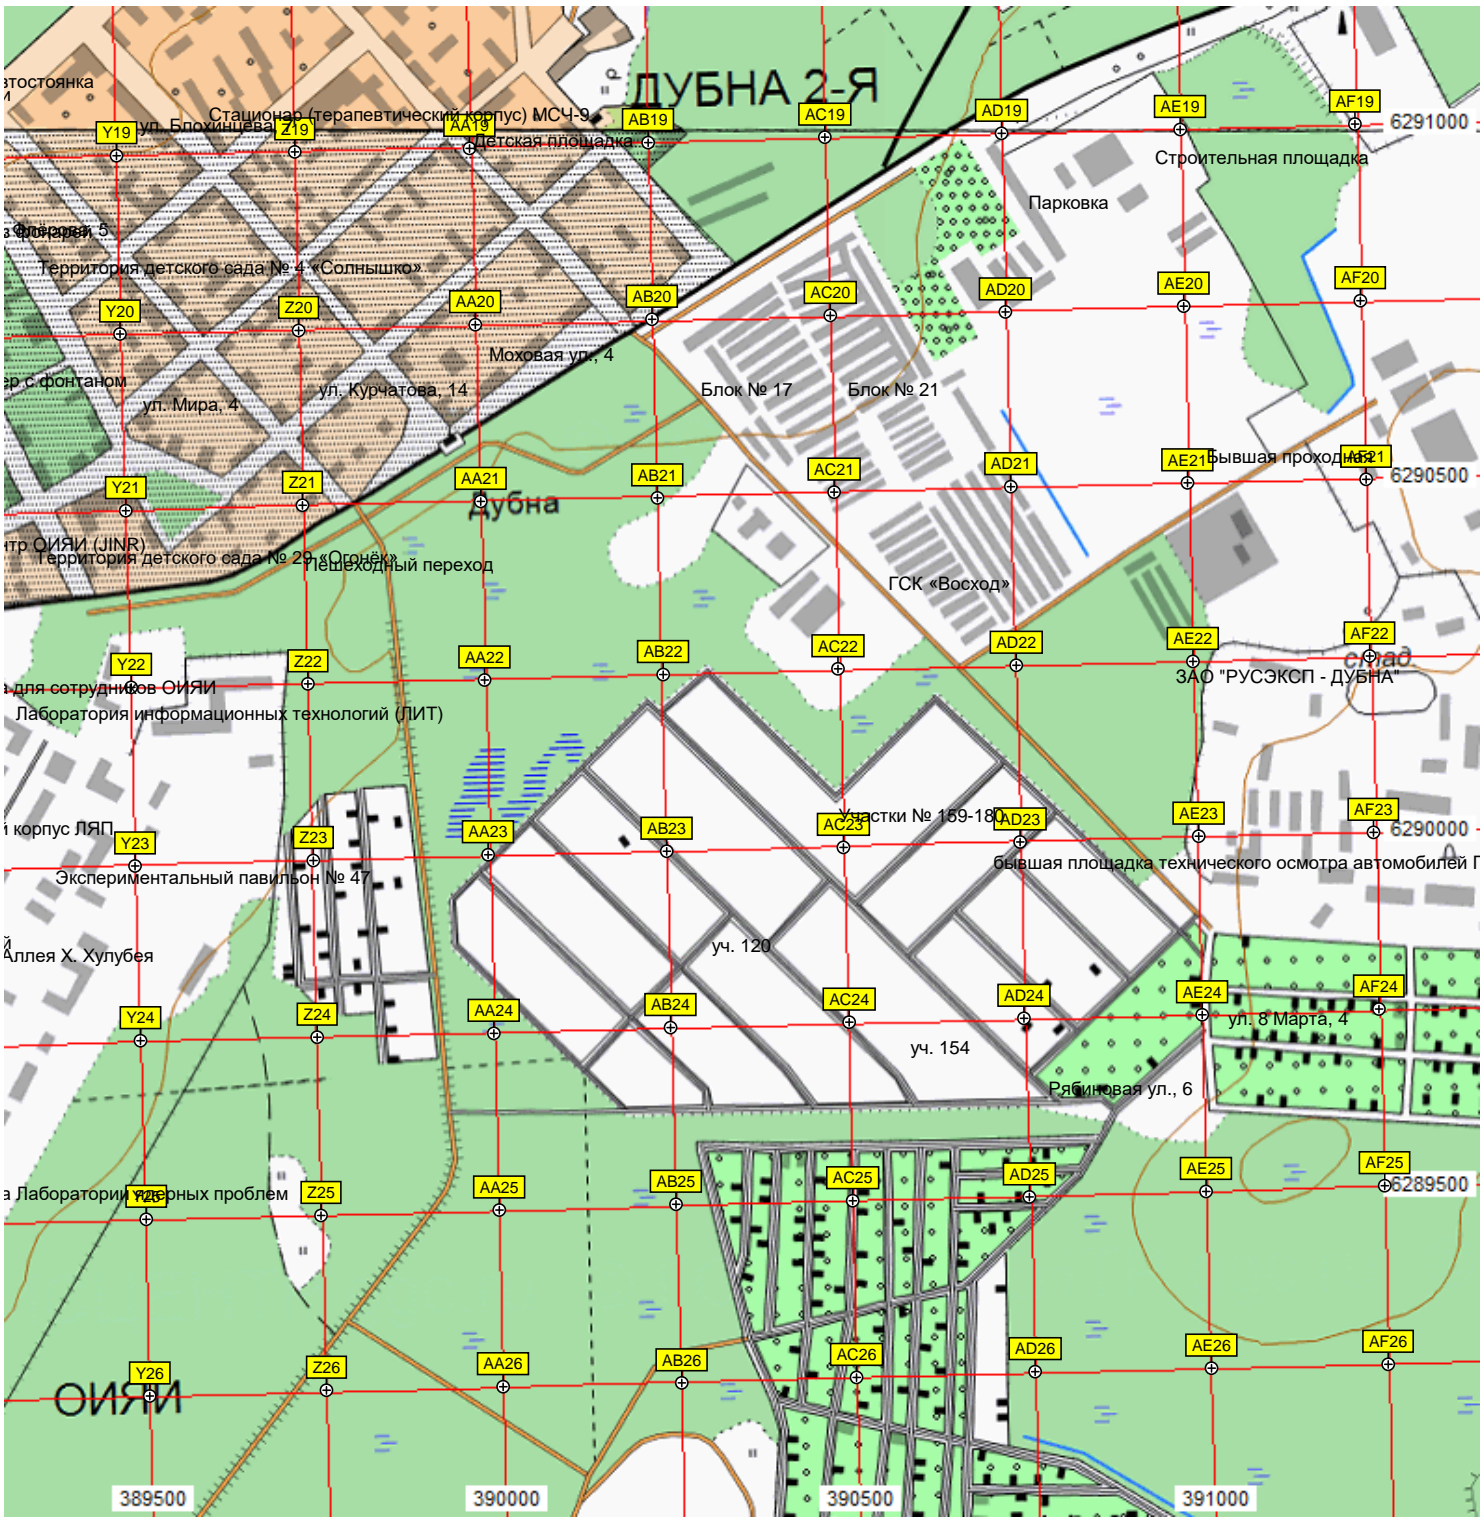 ДУБНА 2-Я
Стационар (терапевтический корпус) МСЧ-9
ул. Блохинцева
Детская площадка
Y19
Z19
AA19
AB19
AC19
AD19
AE19
AF19
6291000
Строительная площадка
Парковка
Территория детского сада № 4 «Солнышко»
Y20
Z20
AA20
AB20
AC20
AD20
AE20
AF20
Моховая ул., 4
ер с фонтаном
ул. Мира, 4
ул. Курчатова, 14
Блок № 17
Блок № 21
Бывшая проходная
Y21
Z21
AA21
AB21
AC21
AD21
AE21
AF21
6290500
Дубна
нтр ОИЯИ (JINR)
Территория детского сада № 29 «Огонёк»
Пешеходный переход
ГСК «Восход»
Y22
Z22
AA22
AB22
AC22
AD22
AE22
AF22
стад.
ЗАО "РУСЭКСП - ДУБНА"
а для сотрудников ОИЯИ
Лаборатория информационных технологий (ЛИТ)
Участки № 159-180
й корпус ЛЯП
Y23
Z23
AA23
AB23
AC23
AD23
AE23
AF23
6290000
бывшая площадка технического осмотра автомобилей Г
Экспериментальный павильон № 47
уч. 120
й
Аллея Х. Хулубея
Y24
Z24
AA24
AB24
AC24
AD24
AE24
AF24
ул. 8 Марта, 4
уч. 154
Рябиновая ул., 6
а Лаборатории ядерных проблем
Y25
Z25
AA25
AB25
AC25
AD25
AE25
AF25
6289500
Y26
Z26
AA26
AB26
AC26
AD26
AE26
AF26
ОИЯИ
389500
390000
390500
391000